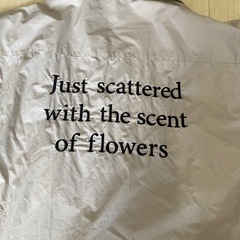 Just scattered
with the scent
of flowers